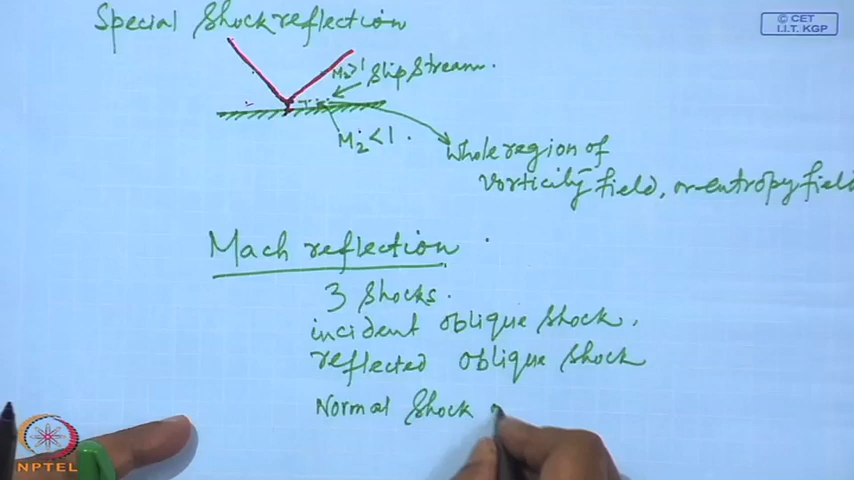 Special Shock reflection
© CET
I.I.T. KGP
M₂>1 Slip Stream.
M₂<1.
Whole region of
vorticity field, or entropy field
Mach reflection
3 Shocks.
incident oblique shock.
reflected oblique shock
Normal shock
NPTEL